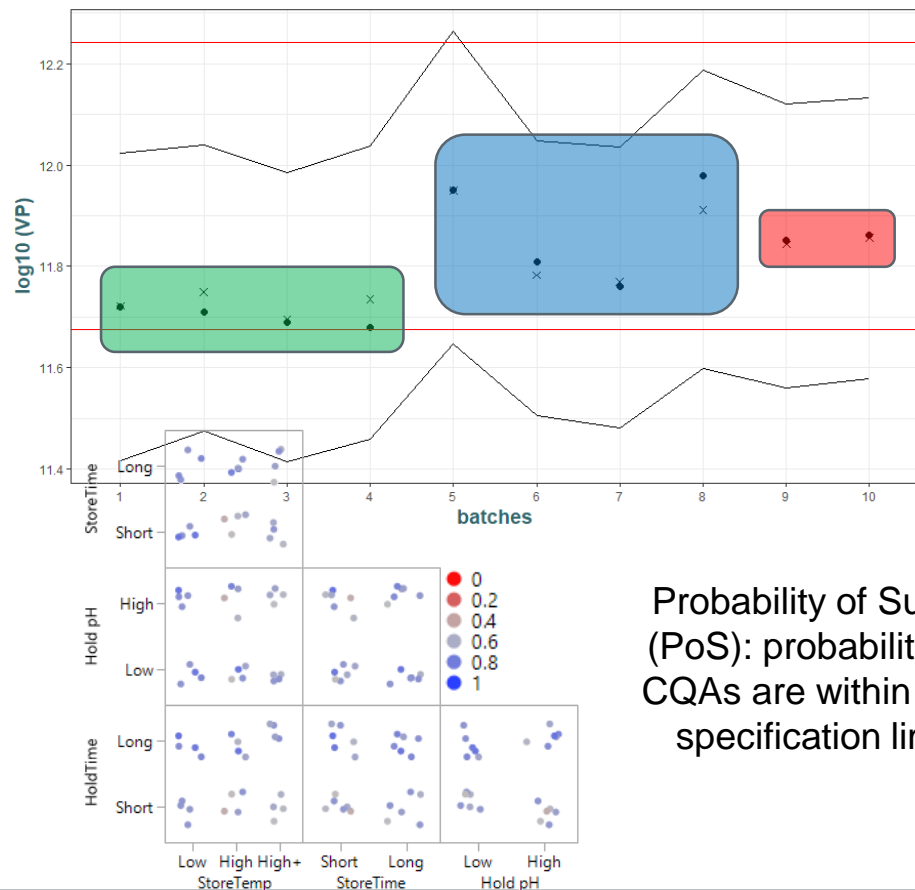 12.2
12.0
11.8
11.6
11.4
log10 (VP)
1 2 3 4 5 6 7 8 9 10
batches
StoreTime
Long
Short
Hold pH
High
Low
HoldTime
Long
Short
Low High High+ Short Long Low High
StoreTemp StoreTime Hold pH
0
0.2
0.4
0.6
0.8
1
Probability of Su
(PoS): probabilit
CQAs are within
specification lin